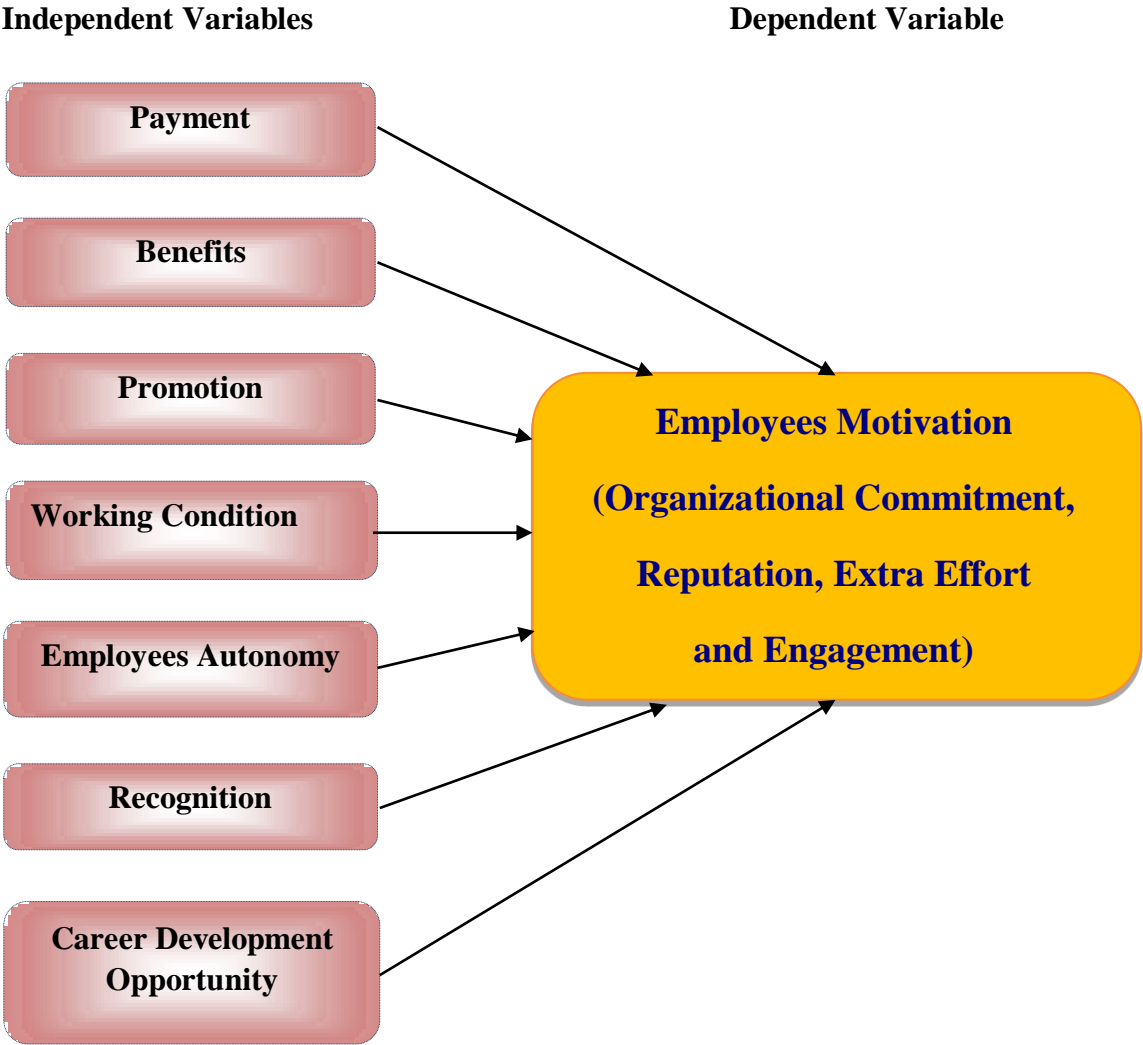 Independent Variables
Dependent Variable
Payment
Benefits
Promotion
Working Condition
Employees Autonomy
Recognition
Career Development
Opportunity
Employees Motivation
(Organizational Commitment,
Reputation, Extra Effort
and Engagement)